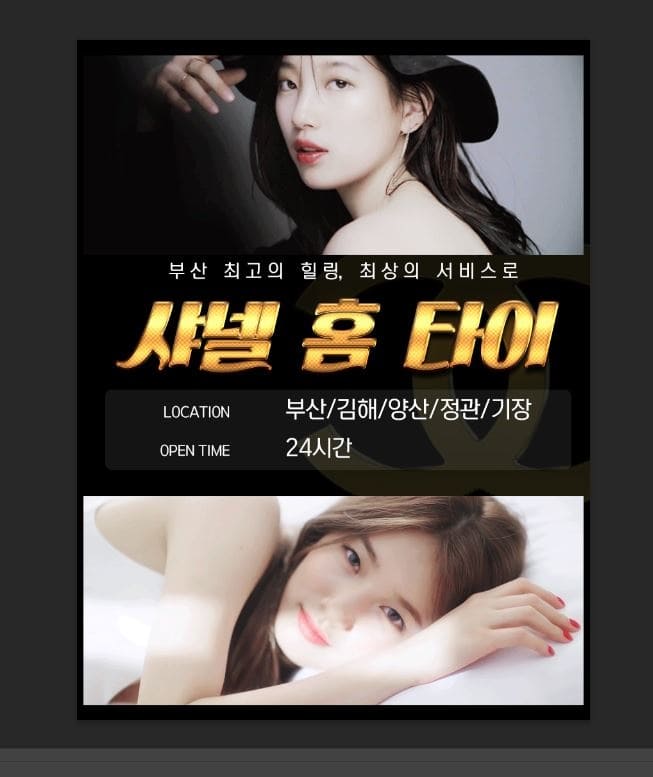 부산 최고의 힐링, 최상의 서비스로
샤넬 홈 타이
LOCATION 부산/김해/양산/정관/기장
OPEN TIME 24시간